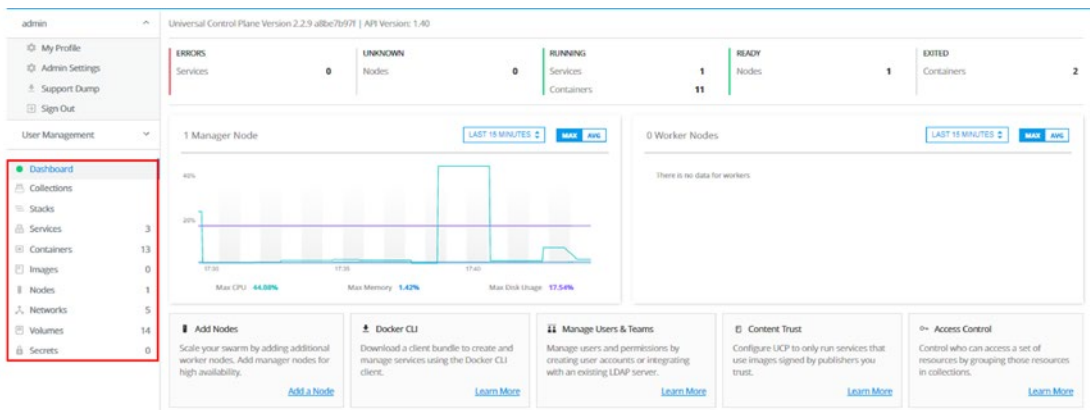 admin
My Profile
Admin Settings
Support Dump
Sign Out
User Management
Dashboard
Collections
Stacks
Services 3
Containers 13
Images 0
Nodes 1
Networks 5
Volumes 14
Secrets 0
Universal Control Plane Version 2.2.9 a8be7b97f | API Version: 1.40
ERRORS
Services 0
UNKNOWN
Nodes 0
RUNNING
Services 1
Containers 11
READY
Nodes 1
EXITED
Containers 2
1 Manager Node
LAST 15 MINUTES
MAX AVG
40%
20%
17:30 17:35 17:40
Max CPU 44.08% Max Memory 1.42% Max Disk Usage 17.54%
0 Worker Nodes
LAST 15 MINUTES
MAX AVG
There is no data for workers
Add Nodes
Scale your swarm by adding additional
worker nodes. Add manager nodes for
high availability.
Add a Node
Docker CLI
Download a client bundle to create and
manage services using the Docker CLI
client.
Learn More
Manage Users & Teams
Manage users and permissions by
creating user accounts or integrating
with an existing LDAP server.
Learn More
Content Trust
Configure UCP to only run services that
use images signed by publishers you
trust.
Learn More
Access Control
Control who can access a set of
resources by grouping those resources
in collections.
Learn More